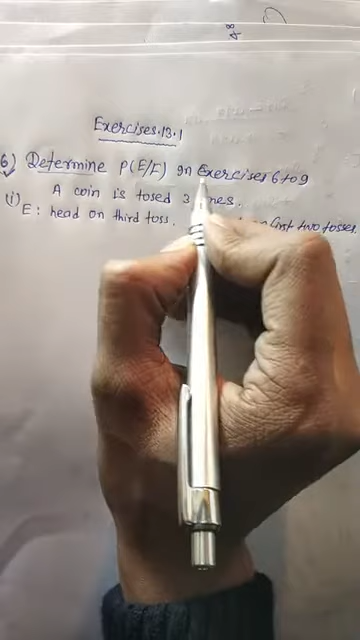 Exercises.13.1
6) Determine P(E/F) in Exercises 6 to 9
(i) A coin is tosed 3
E: head on third toss. first two tosses.